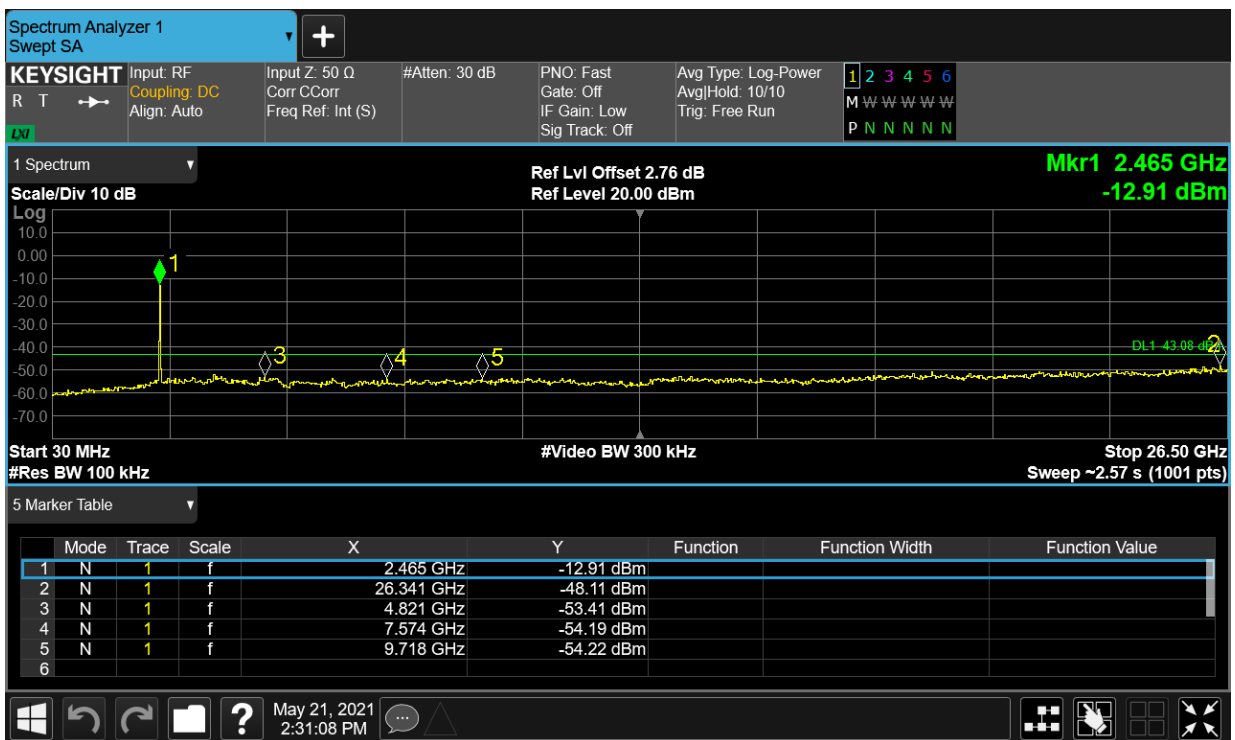 Spectrum Analyzer 1
Swept SA
+
KEYSIGHT
R T
LXI
Input: RF
Coupling: DC
Align: Auto
Input Z: 50 Ω
Corr CCorr
Freq Ref: Int (S)
#Atten: 30 dB
PNO: Fast
Gate: Off
IF Gain: Low
Sig Track: Off
Avg Type: Log-Power
Avg|Hold: 10/10
Trig: Free Run
1 2 3 4 5 6
M W W W W W
P N N N N N
1 Spectrum
Scale/Div 10 dB
Ref Lvl Offset 2.76 dB
Ref Level 20.00 dBm
Mkr1 2.465 GHz
-12.91 dBm
Log
10.0
0.00
-10.0
-20.0
-30.0
-40.0
-50.0
-60.0
-70.0
1
3
4
5
2
DL1 -43.08
Start 30 MHz
#Video BW 300 kHz
Stop 26.50 GHz
#Res BW 100 kHz
Sweep ~2.57 s (1001 pts)
5 Marker Table
Mode Trace Scale X Y Function Function Width Function Value
1 N 1 f 2.465 GHz -12.91 dBm
2 N 1 f 26.341 GHz -48.11 dBm
3 N 1 f 4.821 GHz -53.41 dBm
4 N 1 f 7.574 GHz -54.19 dBm
5 N 1 f 9.718 GHz -54.22 dBm
6
?
May 21, 2021
2:31:08 PM